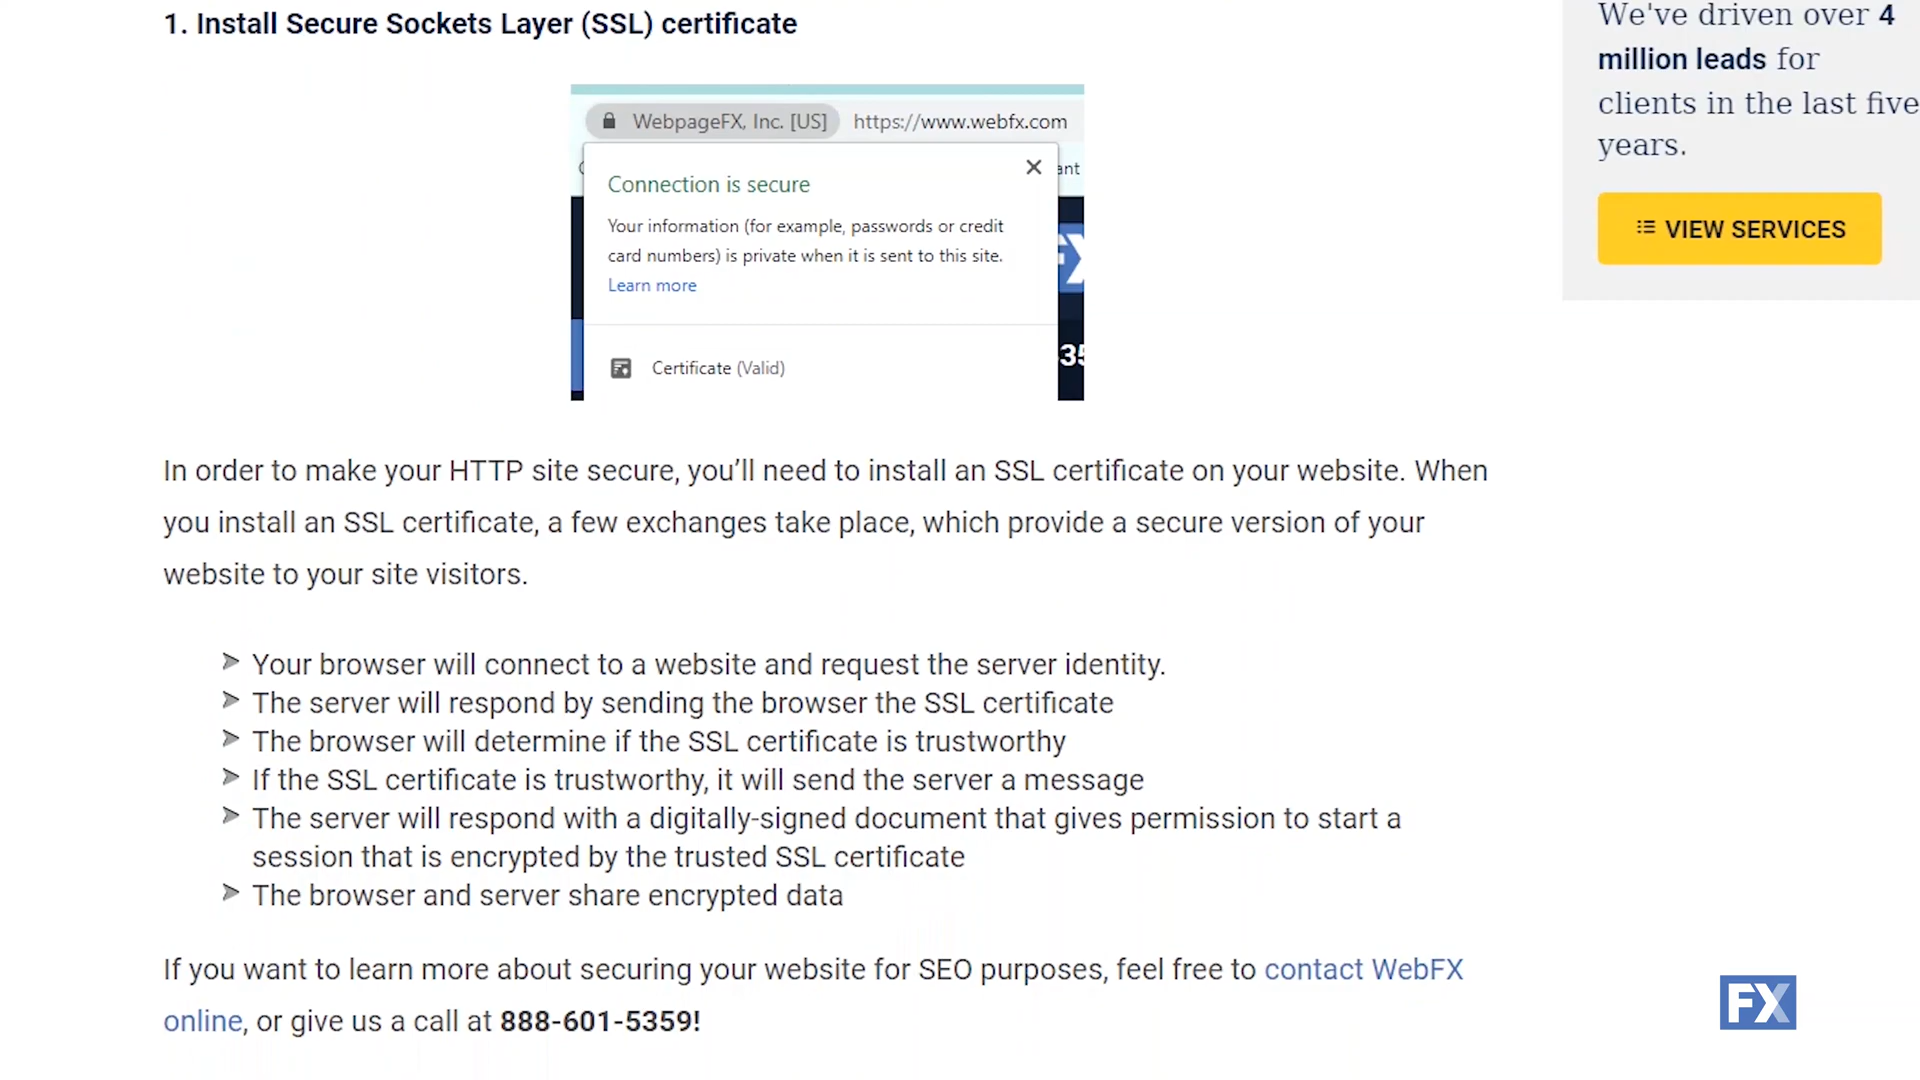 1. Install Secure Sockets Layer (SSL) certificate
WebpageFX, Inc. [US] https://www.webfx.com
Connection is secure
Your information (for example, passwords or credit
card numbers) is private when it is sent to this site.
Learn more
Certificate (Valid)
In order to make your HTTP site secure, you’ll need to install an SSL certificate on your website. When
you install an SSL certificate, a few exchanges take place, which provide a secure version of your
website to your site visitors.
➢ Your browser will connect to a website and request the server identity.
➢ The server will respond by sending the browser the SSL certificate
➢ The browser will determine if the SSL certificate is trustworthy
➢ If the SSL certificate is trustworthy, it will send the server a message
➢ The server will respond with a digitally-signed document that gives permission to start a
session that is encrypted by the trusted SSL certificate
➢ The browser and server share encrypted data
If you want to learn more about securing your website for SEO purposes, feel free to contact WebFX
online, or give us a call at 888-601-5359!
We've driven over 4
million leads for
clients in the last five
years.
VIEW SERVICES
FX